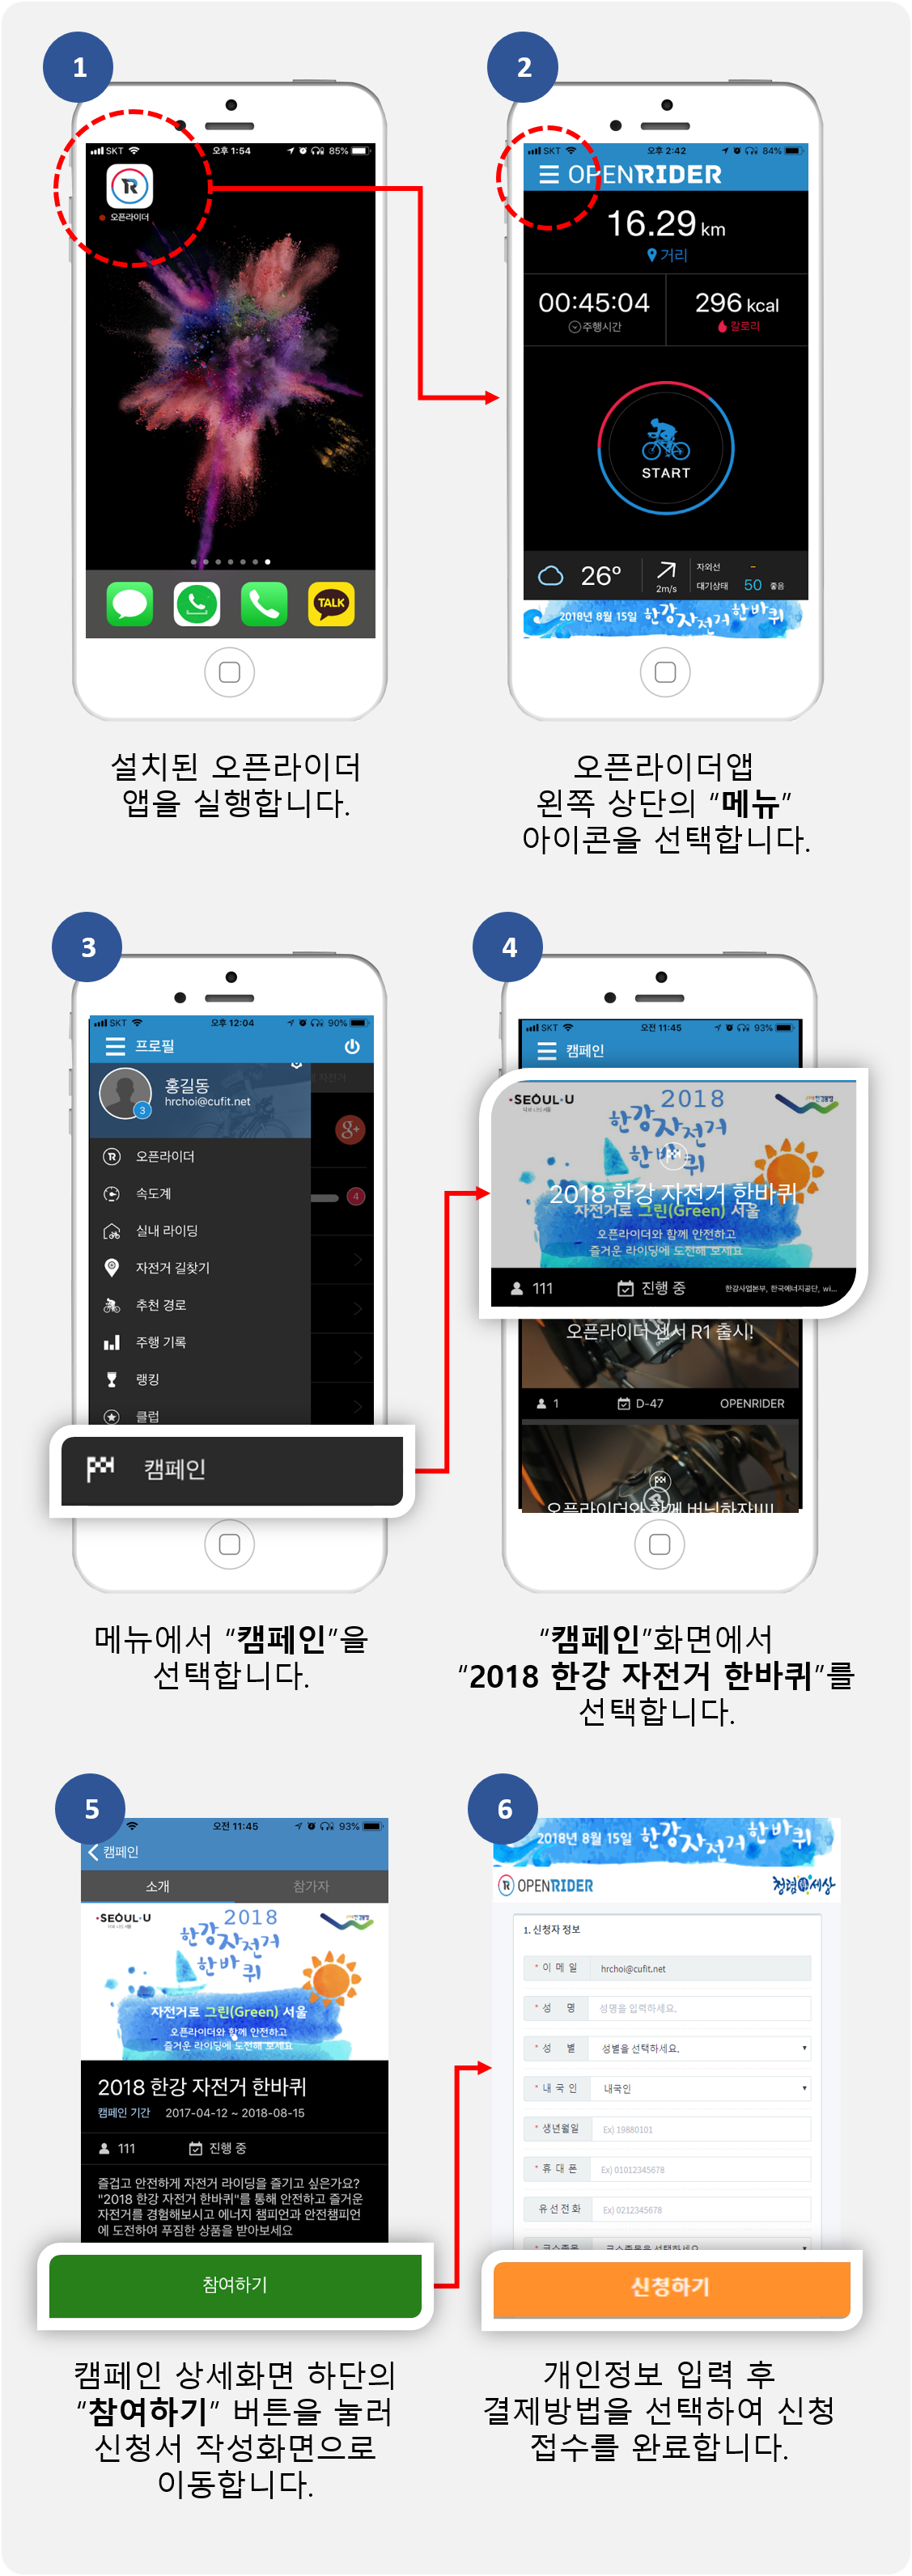 1
SKT 오후 1:54 85%
R
오픈라이더
TALK
설치된 오픈라이더
앱을 실행합니다.
2
SKT 오후 2:42 84%
OPENRIDER
16.29 km
거리
00:45:04
주행시간
296 kcal
칼로리
START
26°
2m/s
자외선 -
대기상태 50 좋음
2018년 8월 15일 한강자전거 한바퀴
오픈라이더앱
왼쪽 상단의 "메뉴"
아이콘을 선택합니다.
3
SKT 오후 12:04 90%
프로필
홍길동
hrchoi@cufit.net
3
자전거
g+
4
오픈라이더
속도계
실내 라이딩
자전거 길찾기
추천 경로
주행 기록
랭킹
클럽
캠페인
메뉴에서 "캠페인"을
선택합니다.
4
SKT 오전 11:45 93%
캠페인
SEOUL U
2018
한강자전거
한바퀴
2018 한강 자전거 한바퀴
자전거로 그린(Green) 서울
오픈라이더와 함께 안전하고
즐거운 라이딩에 도전해 보세요
111 진행 중 한강사업본부, 한국에너지공단, wi...
오픈라이더 센서 R1 출시!
1 D-47 OPENRIDER
오픈라이더와 함께 버닝하자!!!!!
"캠페인"화면에서
"2018 한강 자전거 한바퀴"를
선택합니다.
5
오전 11:45 93%
캠페인
소개 참가자
SEOUL U
2018
한강자전거
한바퀴
자전거로 그린(Green) 서울
오픈라이더와 함께 안전하고
즐거운 라이딩에 도전해 보세요
2018 한강 자전거 한바퀴
캠페인 기간 2017-04-12 ~ 2018-08-15
111 진행 중
즐겁고 안전하게 자전거 라이딩을 즐기고 싶은가요?
"2018 한강 자전거 한바퀴"를 통해 안전하고 즐거운
자전거를 경험해보시고 에너지 챔피언과 안전챔피언
에 도전하여 푸짐한 상품을 받아보세요
참여하기
캠페인 상세화면 하단의
"참여하기" 버튼을 눌러
신청서 작성화면으로
이동합니다.
6
2018년 8월 15일 한강자전거 한바퀴
OPENRIDER
청렴세상
1. 신청자 정보
* 이 메 일 hrchoi@cufit.net
* 성 명 성명을 입력하세요.
* 성 별 성별을 선택하세요.
* 내 국 인 내국인
* 생년월일 Ex) 19880101
* 휴 대 폰 Ex) 01012345678
유선전화 Ex) 0212345678
* 코스종목 코스종목을 선택하세요
신청하기
개인정보 입력 후
결제방법을 선택하여 신청
접수를 완료합니다.